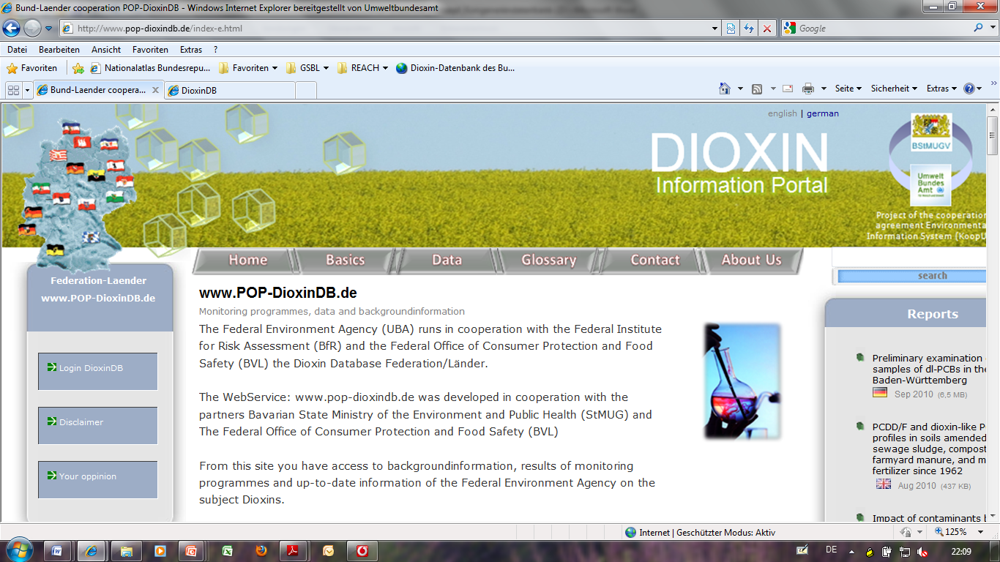 Bund-Laender cooperation POP-DioxinDB - Windows Internet Explorer bereitgestellt von Umweltbundesamt
http://www.pop-dioxindb.de/index-e.html
Google
Datei Bearbeiten Ansicht Favoriten Extras ?
Favoriten Nationalatlas Bundesrepu... Favoriten GSBL REACH Dioxin-Datenbank des Bu...
Bund-Laender coopera... DioxinDB Seite Sicherheit Extras
english | german
DIOXIN
Information Portal
BStMUGV
Umwelt
Bundes
Amt
Project of the cooperation
agreement Environmenta
Information System (KoopU
Home Basics Data Glossary Contact About Us
search
Federation-Laender
www.POP-DioxinDB.de
Login DioxinDB
Disclaimer
Your oppinion
www.POP-DioxinDB.de
Monitoring programmes, data and backgroundinformation
The Federal Environment Agency (UBA) runs in cooperation with the Federal Institute
for Risk Assessment (BfR) and the Federal Office of Consumer Protection and Food
Safety (BVL) the Dioxin Database Federation/Länder.
The WebService: www.pop-dioxindb.de was developed in cooperation with the
partners Bavarian State Ministry of the Environment and Public Health (StMUG) and
The Federal Office of Consumer Protection and Food Safety (BVL)
From this site you have access to backgroundinformation, results of monitoring
programmes and up-to-date information of the Federal Environment Agency on the
subject Dioxins.
Reports
Preliminary examination
samples of dl-PCBs in the
Baden-Württemberg
Sep 2010 (6,5 MB)
PCDD/F and dioxin-like P
profiles in soils amended
sewage sludge, compost
farmyard manure, and m
fertilizer since 1962
Aug 2010 (437 KB)
Impact of contaminants b
Internet | Geschützter Modus: Aktiv
125%
DE
22:09